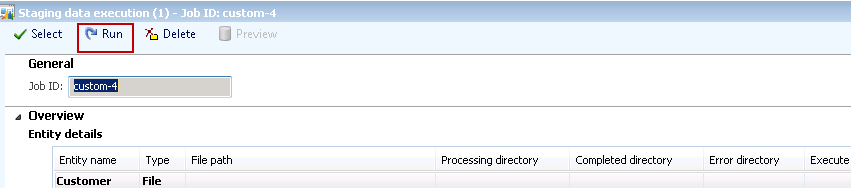 Staging data execution (1) - Job ID: custom-4
Select Run Delete Preview
General
Job ID: custom-4
Overview
Entity details
Entity name Type File path Processing directory Completed directory Error directory Execute
Customer File